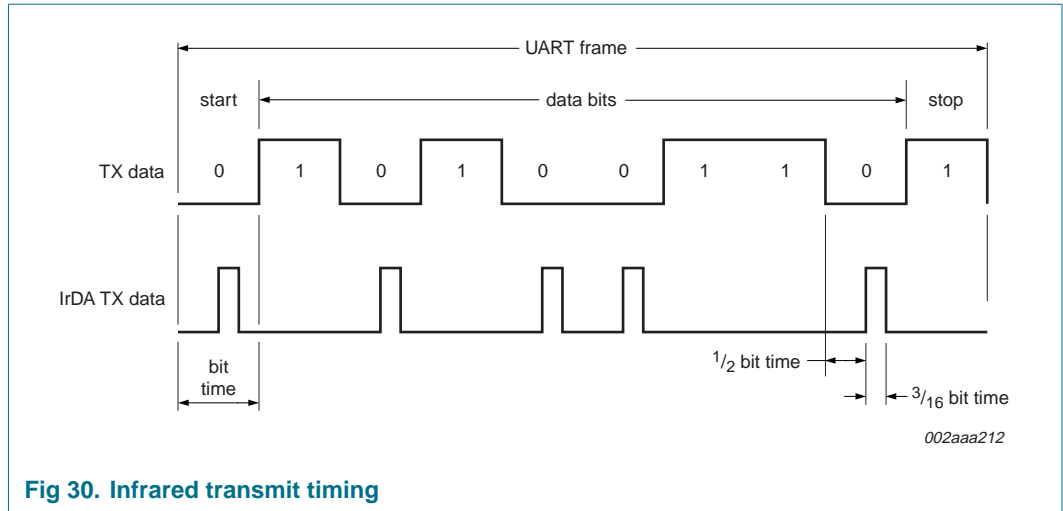 UART frame
start data bits stop
TX data 0 1 0 1 0 0 1 1 0 1
IrDA TX data
bit
time
1/2 bit time
3/16 bit time
002aaa212
Fig 30. Infrared transmit timing